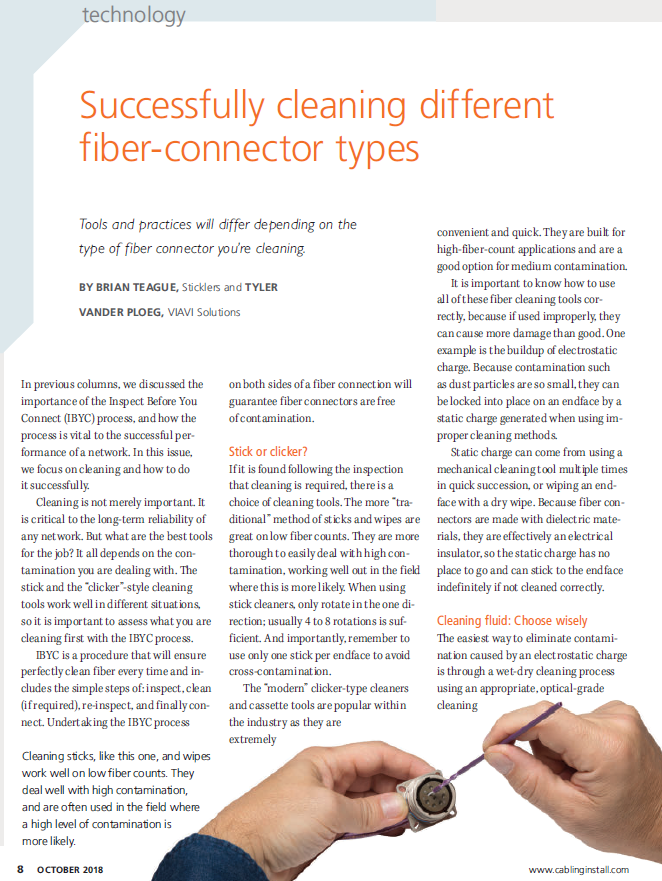 technology
Successfully cleaning different
fiber-connector types
Tools and practices will differ depending on the
type of fiber connector you're cleaning.
BY BRIAN TEAGUE, Sticklers and TYLER
VANDER PLOEG, VIAVI Solutions
In previous columns, we discussed the
importance of the Inspect Before You
Connect (IBYC) process, and how the
process is vital to the successful per-
formance of a network. In this issue,
we focus on cleaning and how to do
it successfully.
Cleaning is not merely important. It
is critical to the long-term reliability of
any network. But what are the best tools
for the job? It all depends on the con-
tamination you are dealing with. The
stick and the “clicker”-style cleaning
tools work well in different situations,
so it is important to assess what you are
cleaning first with the IBYC process.
IBYC is a procedure that will ensure
perfectly clean fiber every time and in-
cludes the simple steps of: inspect, clean
(if required), re-inspect, and finally con-
nect. Undertaking the IBYC process
on both sides of a fiber connection will
guarantee fiber connectors are free
of contamination.
Stick or clicker?
If it is found following the inspection
that cleaning is required, there is a
choice of cleaning tools. The more “tra-
ditional” method of sticks and wipes are
great on low fiber counts. They are more
thorough to easily deal with high con-
tamination, working well out in the field
where this is more likely. When using
stick cleaners, only rotate in the one di-
rection; usually 4 to 8 rotations is suf-
ficient. And importantly, remember to
use only one stick per endface to avoid
cross-contamination.
The “modern” clicker-type cleaners
and cassette tools are popular within
the industry as they are
extremely
convenient and quick. They are built for
high-fiber-count applications and are a
good option for medium contamination.
It is important to know how to use
all of these fiber cleaning tools cor-
rectly, because if used improperly, they
can cause more damage than good. One
example is the buildup of electrostatic
charge. Because contamination such
as dust particles are so small, they can
be locked into place on an endface by a
static charge generated when using im-
proper cleaning methods.
Static charge can come from using a
mechanical cleaning tool multiple times
in quick succession, or wiping an end-
face with a dry wipe. Because fiber con-
nectors are made with dielectric mate-
rials, they are effectively an electrical
insulator, so the static charge has no
place to go and can stick to the endface
indefinitely if not cleaned correctly.
Cleaning fluid: Choose wisely
The easiest way to eliminate contami-
nation caused by an electrostatic charge
is through a wet-dry cleaning process
using an appropriate, optical-grade
cleaning
Cleaning sticks, like this one, and wipes
work well on low fiber counts. They
deal well with high contamination,
and are often used in the field where
a high level of contamination is
more likely.
8 OCTOBER 2018
www.cablinginstall.com